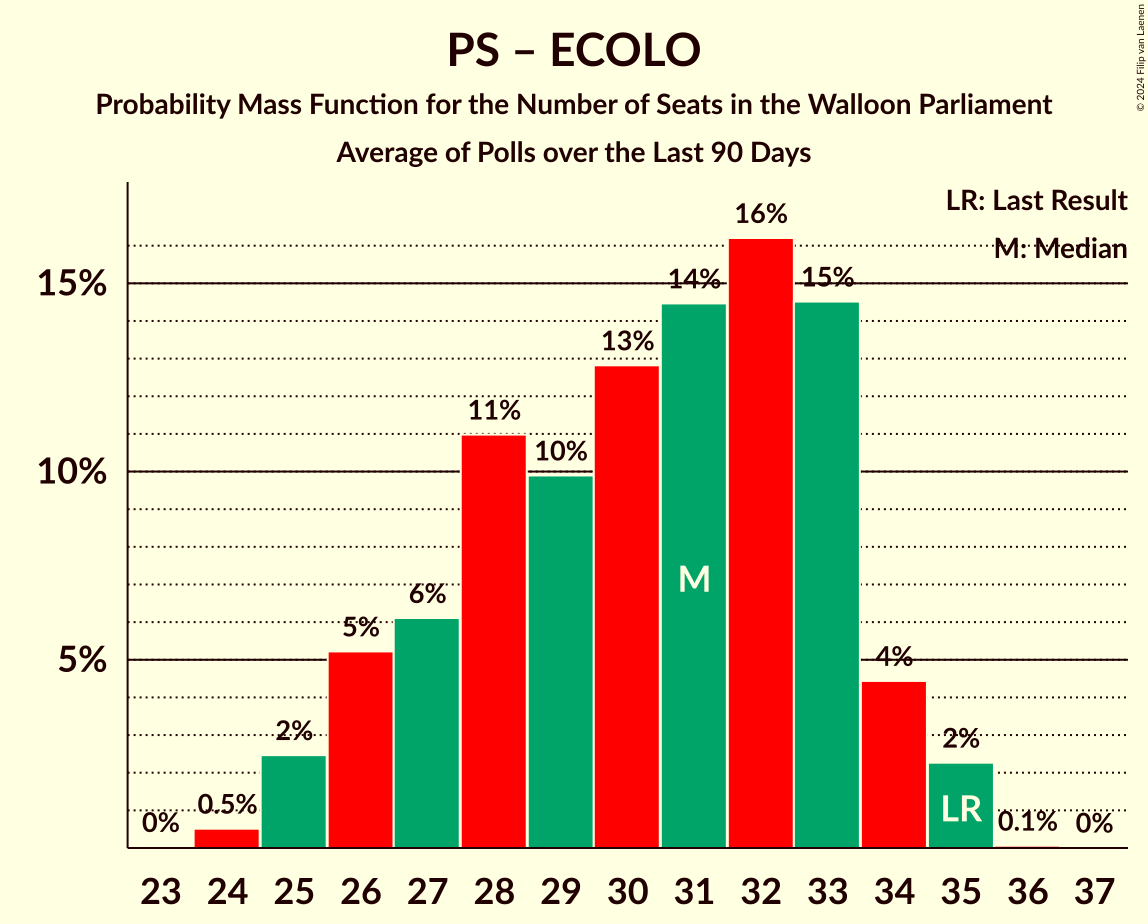 PS – ECOLO
Probability Mass Function for the Number of Seats in the Walloon Parliament
Average of Polls over the Last 90 Days
© 2024 Filip van Laenen
LR: Last Result
M: Median
15%
10%
5%
0%
0.5%
2%
5%
6%
11%
10%
13%
14%
16%
15%
4%
2%
0.1%
0%
M
LR
23 24 25 26 27 28 29 30 31 32 33 34 35 36 37